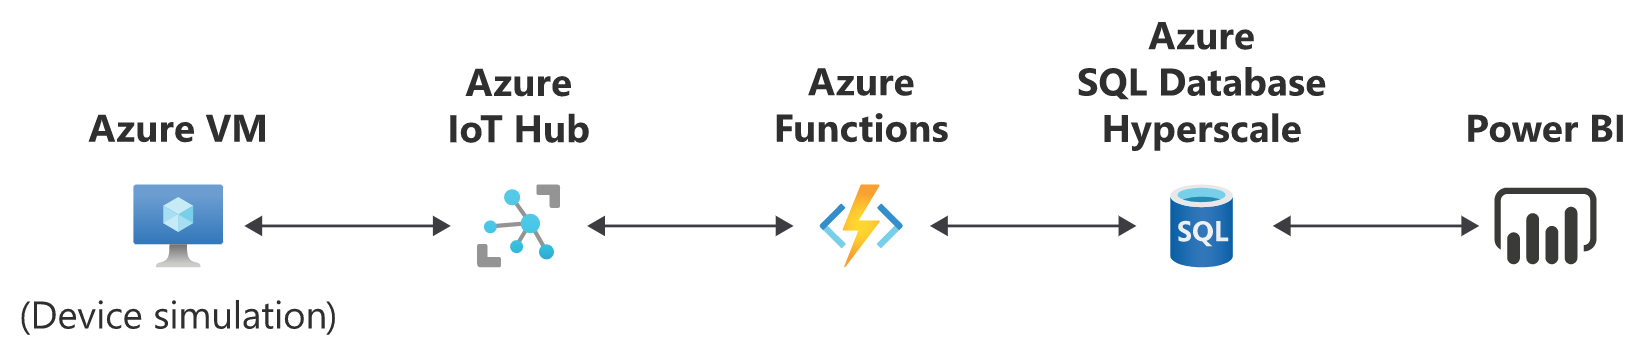 Azure VM
(Device simulation)
Azure
IoT Hub
Azure
Functions
Azure
SQL Database
Hyperscale
SQL
Power BI